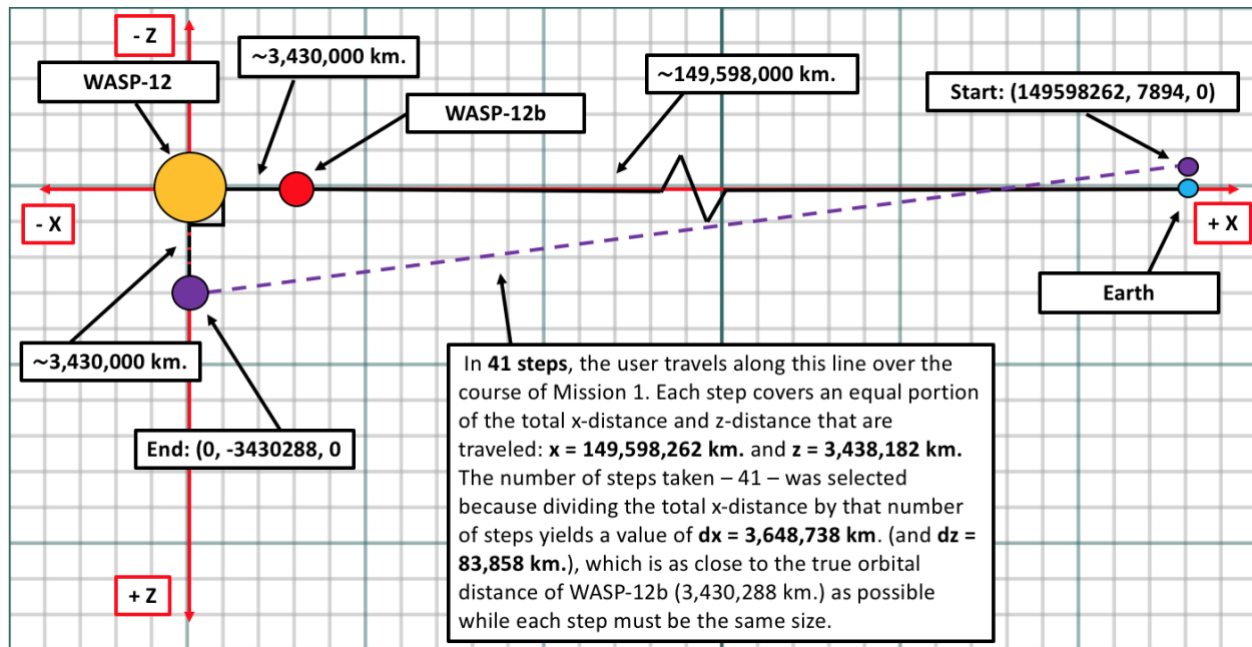 - Z
~3,430,000 km.
WASP-12
~149,598,000 km.
Start: (149598262, 7894, 0)
WASP-12b
- X
+ X
Earth
~3,430,000 km.
End: (0, -3430288, 0
+ Z
In 41 steps, the user travels along this line over the
course of Mission 1. Each step covers an equal portion
of the total x-distance and z-distance that are
traveled: x = 149,598,262 km. and z = 3,438,182 km.
The number of steps taken – 41 – was selected
because dividing the total x-distance by that number
of steps yields a value of dx = 3,648,738 km. (and dz =
83,858 km.), which is as close to the true orbital
distance of WASP-12b (3,430,288 km.) as possible
while each step must be the same size.